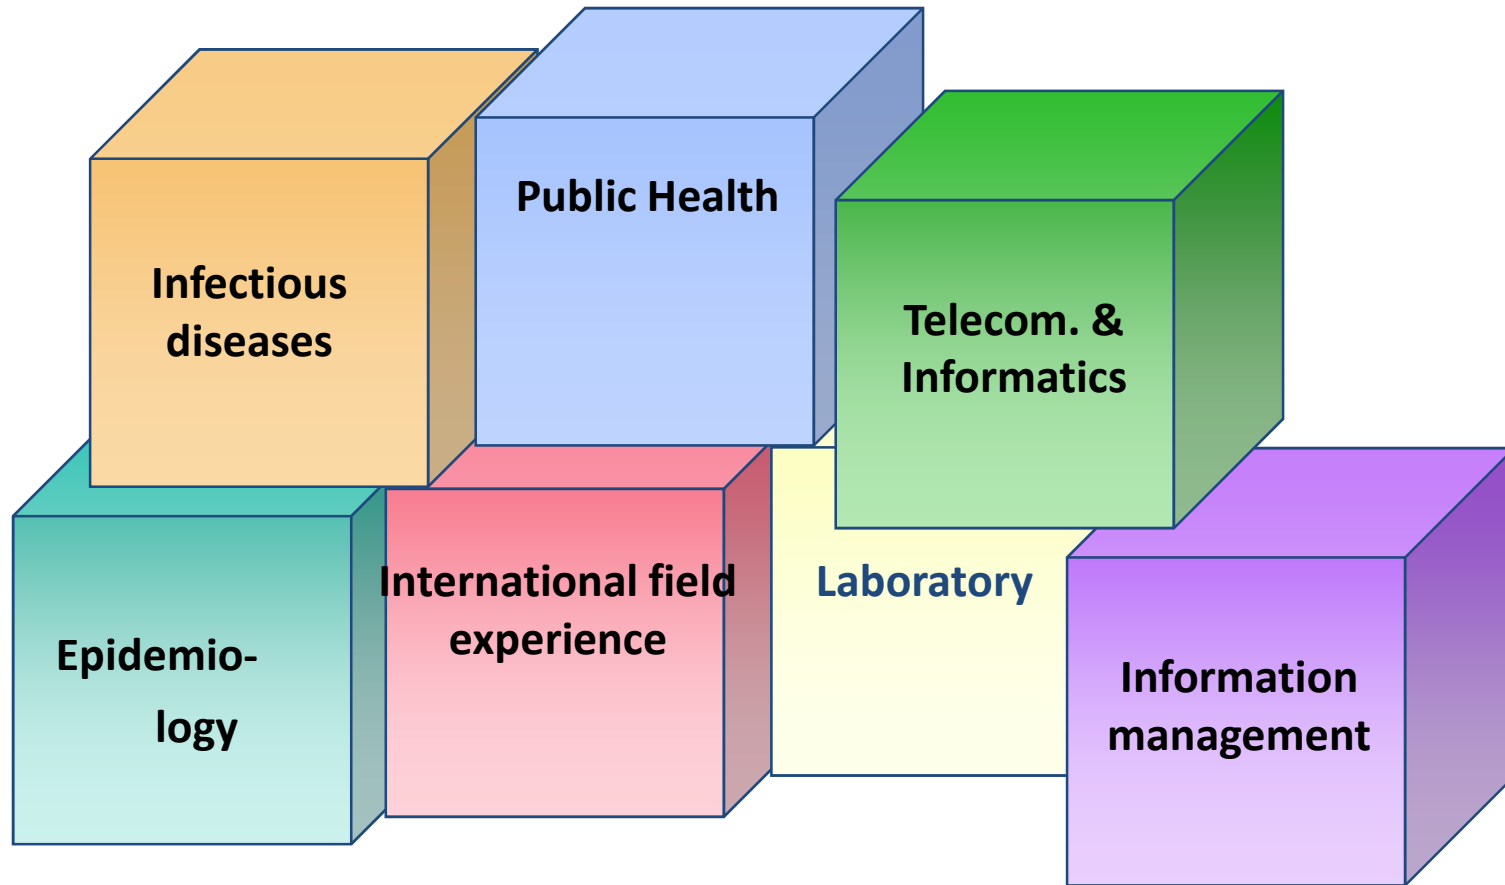 Public Health
Infectious
diseases
Telecom. &
Informatics
International field
experience
Laboratory
Epidemio-
logy
Information
management